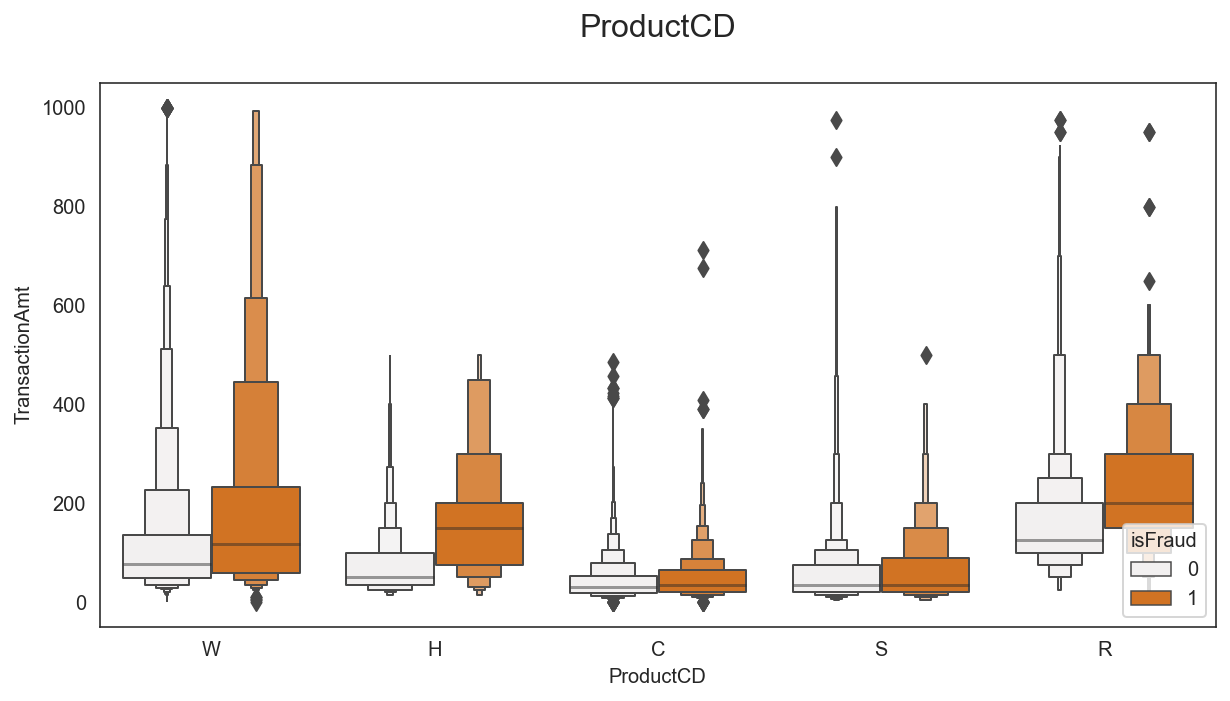 ProductCD
1000
800
600
400
200
0
TransactionAmt
W H C S R
ProductCD
isFraud
0
1